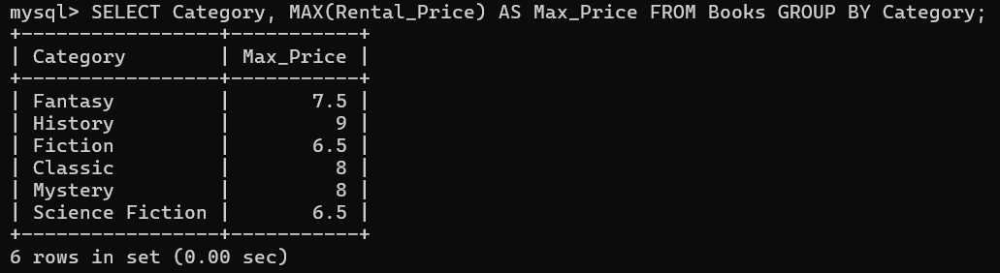 mysql> SELECT Category, MAX(Rental_Price) AS Max_Price FROM Books GROUP BY Category;
+-----------------+-----------+
| Category        | Max_Price |
+-----------------+-----------+
| Fantasy         |       7.5 |
| History         |         9 |
| Fiction         |       6.5 |
| Classic         |         8 |
| Mystery         |         8 |
| Science Fiction |       6.5 |
+-----------------+-----------+
6 rows in set (0.00 sec)